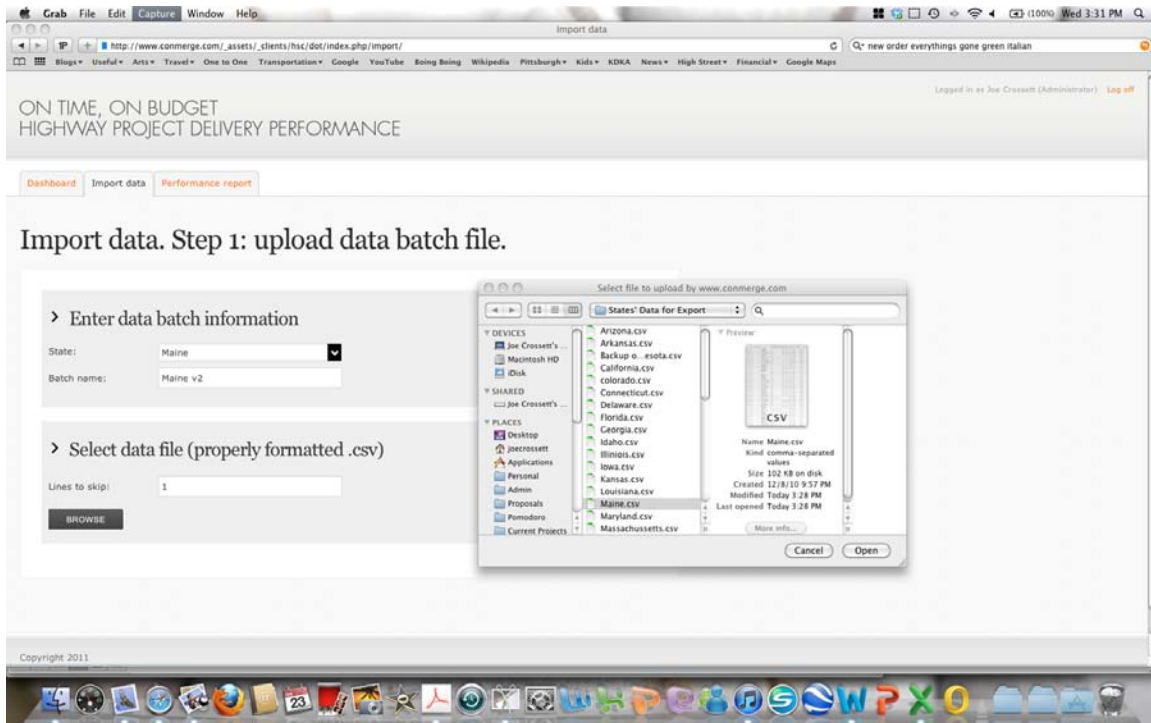 Grab File Edit Capture Window Help (100%) Wed 3:31 PM
Import data
http://www.conmerge.com/_assets/_clients/hsc/dot/index.php/import/ new order everythings gone green italian
Blogs Useful Arts Travel One to One Transportation Google YouTube Boing Boing Wikipedia Pittsburgh Kids KDKA News High Street Financial Google Maps
Logged in as Joe Crossett (Administrator) Log off
ON TIME, ON BUDGET
HIGHWAY PROJECT DELIVERY PERFORMANCE
Dashboard Import data Performance report
Import data. Step 1: upload data batch file.
> Enter data batch information
State: Maine
Batch name: Maine v2
> Select data file (properly formatted .csv)
Lines to skip: 1
BROWSE
Select file to upload by www.conmerge.com
States' Data for Export
DEVICES
Joe Crossett's ...
Macintosh HD
iDisk
SHARED
Joe Crossett's ...
PLACES
Desktop
joecrossett
Applications
Personal
Admin
Proposals
Pomodoro
Current Projects
Arizona.csv
Arkansas.csv
Backup o...esota.csv
California.csv
colorado.csv
Connecticut.csv
Delaware.csv
Florida.csv
Georgia.csv
Idaho.csv
Illiniois.csv
Iowa.csv
Kansas.csv
Louisiana.csv
Maine.csv
Maryland.csv
Massachussetts.csv
Preview:
CSV
Name Maine.csv
Kind comma-separated
values
Size 102 KB on disk
Created 12/8/10 9:57 PM
Modified Today 3:28 PM
Last opened Today 3:28 PM
More info...
Cancel Open
Copyright 2011
23